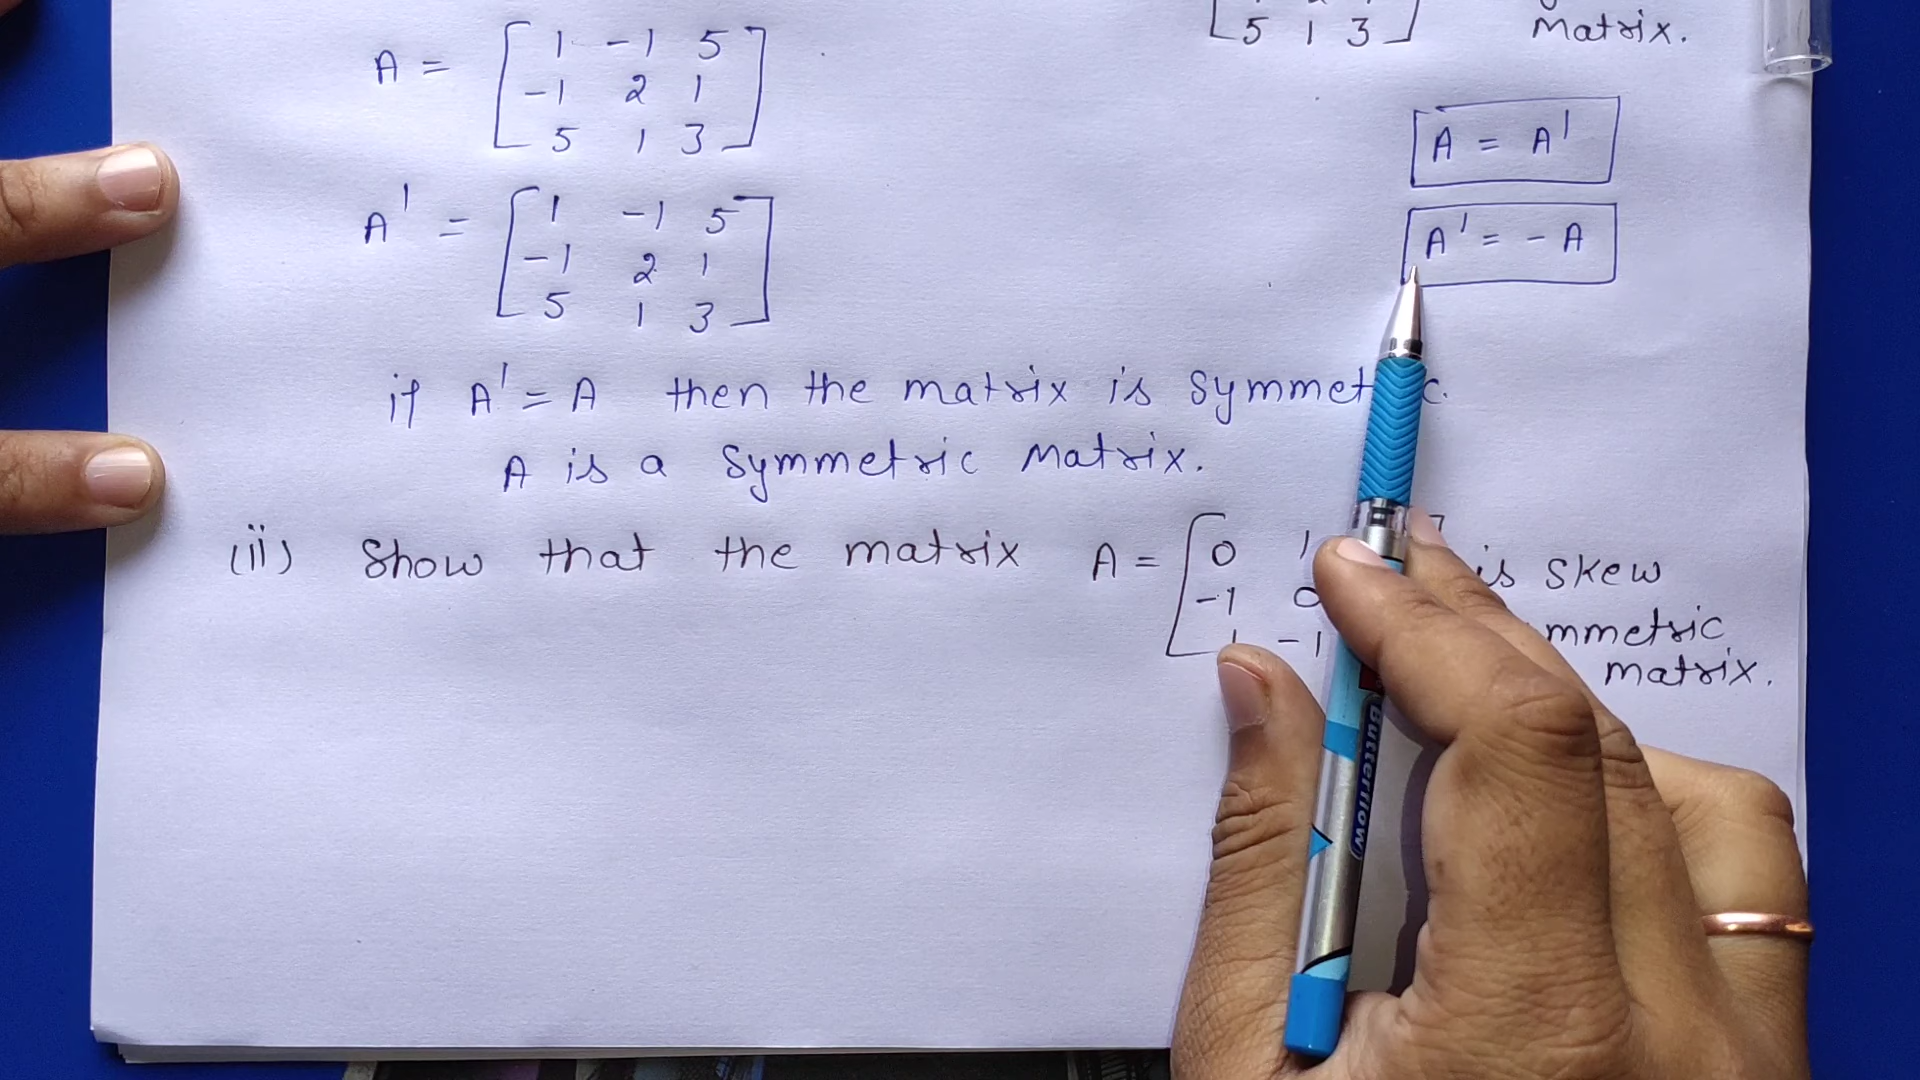 5 1 3
Matrix.
A = [ 1 -1 5
-1 2 1
5 1 3 ]
A = A'
A' = [ 1 -1 5
-1 2 1
5 1 3 ]
A' = - A
if A' = A then the matrix is
A is a Symmetric Matrix.
(ii) Show that the matrix A = [ 0 1 is skew
-1 0
1 -1
matrix.
Butterflow